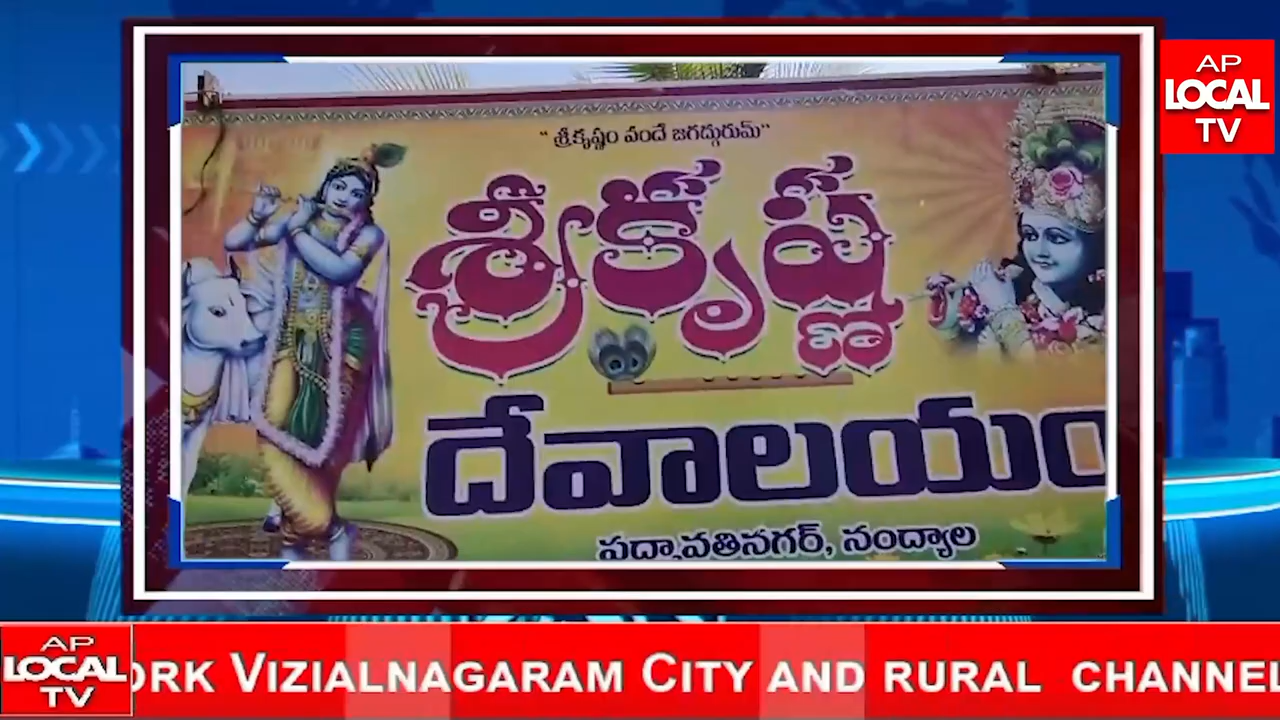 AP
LOCAL
TV
“ శ్రీకృష్ణం వందే జగద్గురుమ్”
శ్రీకృష్ణ
దేవాలయం
పద్మావతినగర్, నంద్యాల
AP
LOCAL
TV
ORK VIZIALNAGARAM CITY AND RURAL CHANNEL